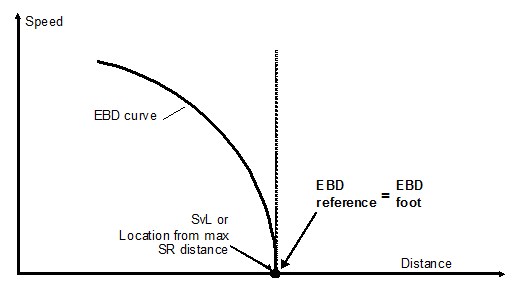 Speed
EBD curve
EBD EBD
reference = foot
SvL or
Location from max
SR distance
Distance